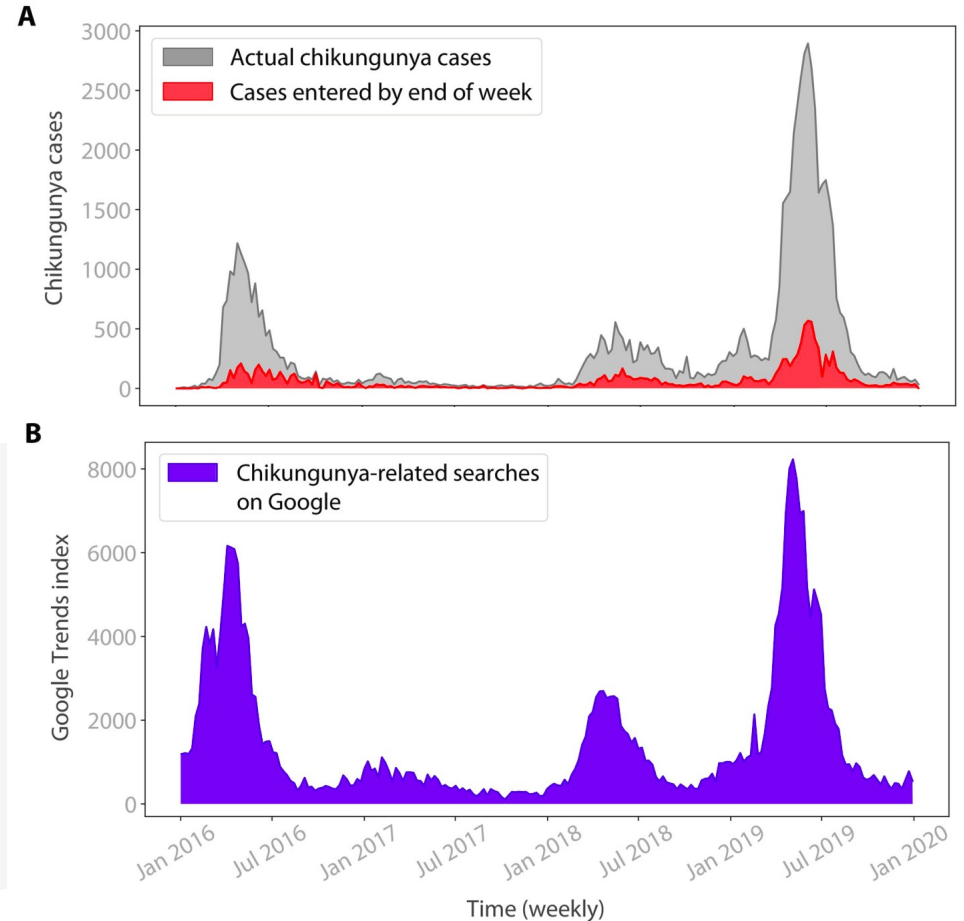 A
3000
2500
2000
1500
1000
500
0
Chikungunya cases
Actual chikungunya cases
Cases entered by end of week
B
8000
6000
4000
2000
0
Google Trends index
Chikungunya-related searches
on Google
Jan 2016
Jul 2016
Jan 2017
Jul 2017
Jan 2018
Jul 2018
Jan 2019
Jul 2019
Jan 2020
Time (weekly)